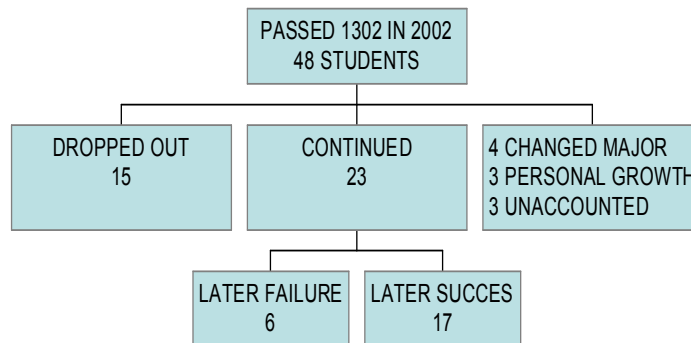 PASSED 1302 IN 2002
48 STUDENTS
DROPPED OUT
15
CONTINUED
23
4 CHANGED MAJOR
3 PERSONAL GROWTH
3 UNACCOUNTED
LATER FAILURE
6
LATER SUCCES
17